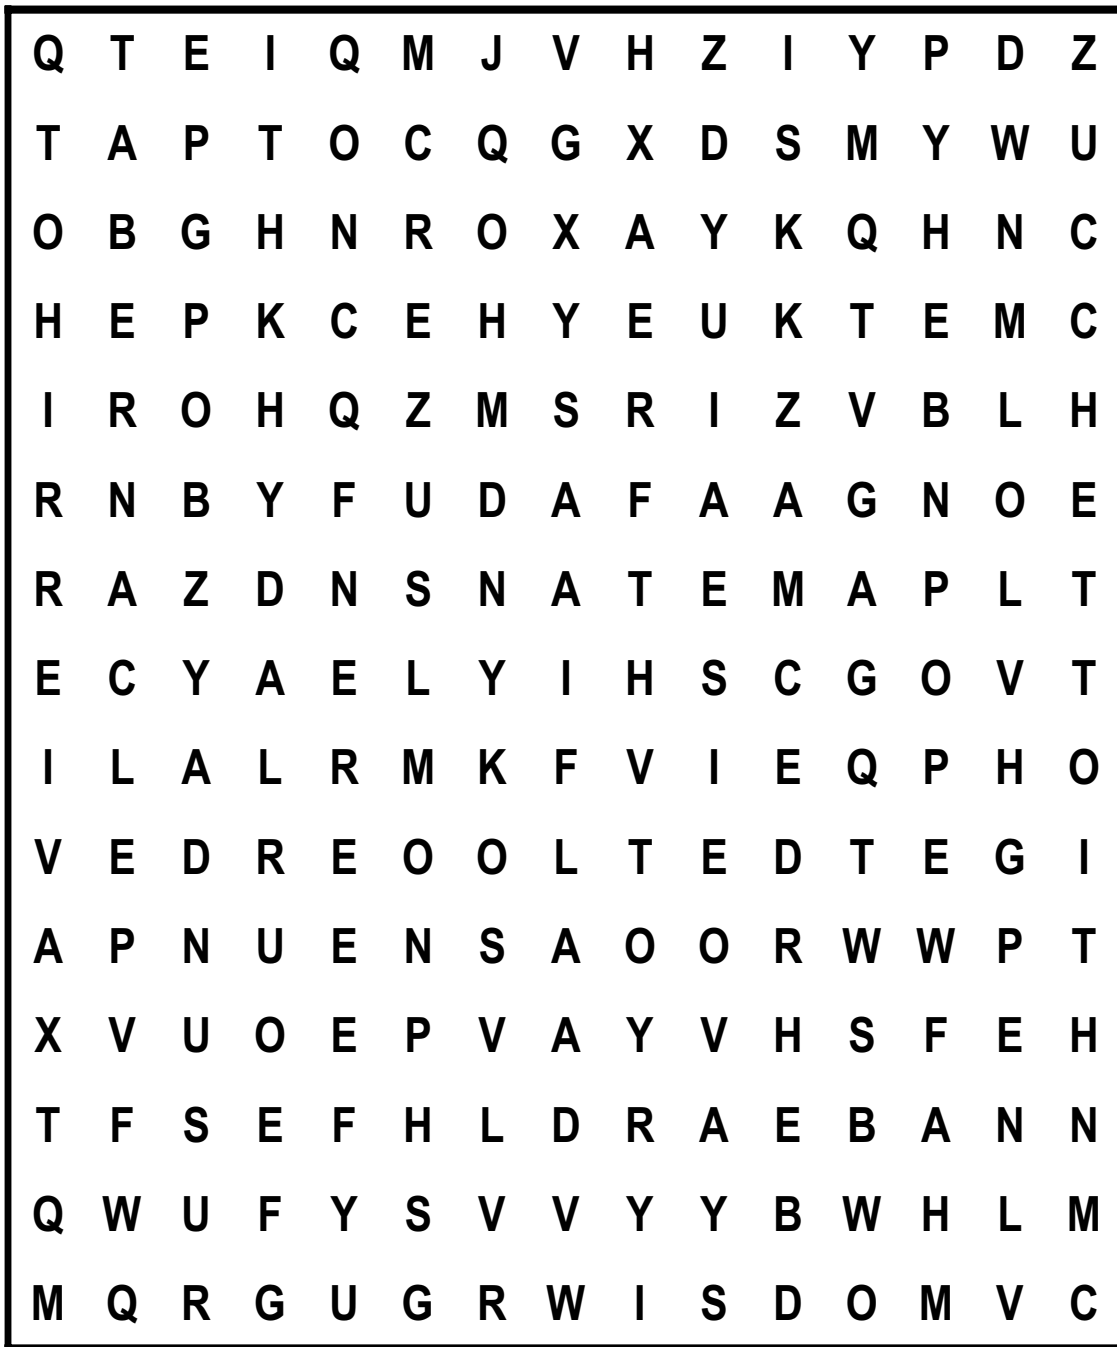 Q T E I Q M J V H Z I Y P D Z
T A P T O C Q G X D S M Y W U
O B G H N R O X A Y K Q H N C
H E P K C E H Y E U K T E M C
I R O H Q Z M S R I Z V B L H
R N B Y F U D A F A A G N O E
R A Z D N S N A T E M A P L T
E C Y A E L Y I H S C G O V T
I L A L R M K F V I E Q P H O
V E D R E O O L T E D T E G I
A P N U E N S A O O R W W P T
X V U O E P V A Y V H S F E H
T F S E F H L D R A E B A N N
Q W U F Y S V V Y Y B W H L M
M Q R G U G R W I S D O M V C